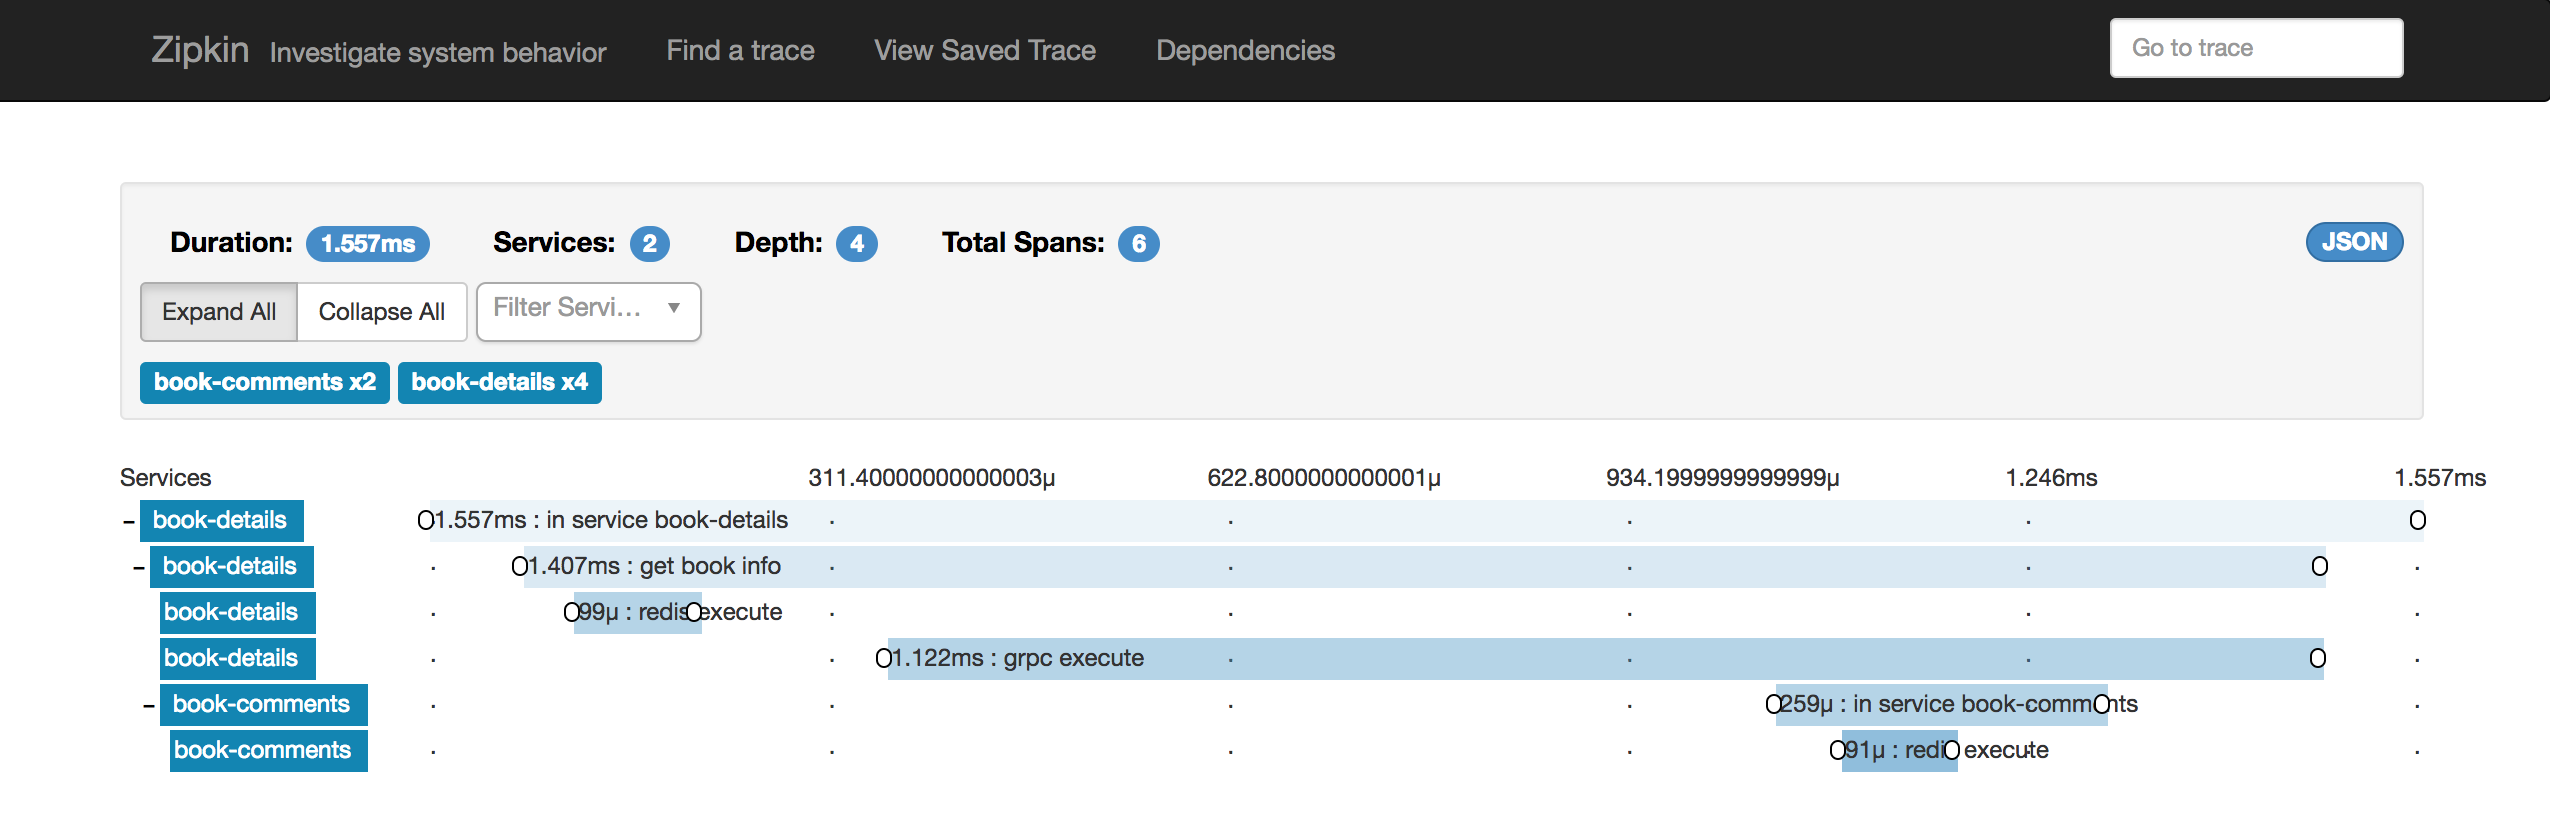 Zipkin Investigate system behavior Find a trace View Saved Trace Dependencies Go to trace
Duration: 1.557ms Services: 2 Depth: 4 Total Spans: 6 JSON
Expand All Collapse All Filter Servi...
book-comments x2 book-details x4
Services 311.40000000000003μ 622.8000000000001μ 934.1999999999999μ 1.246ms 1.557ms
book-details 1.557ms : in service book-details
book-details 1.407ms : get book info
book-details 99μ : redis execute
book-details 1.122ms : grpc execute
book-comments 259μ : in service book-comments
book-comments 91μ : redis execute